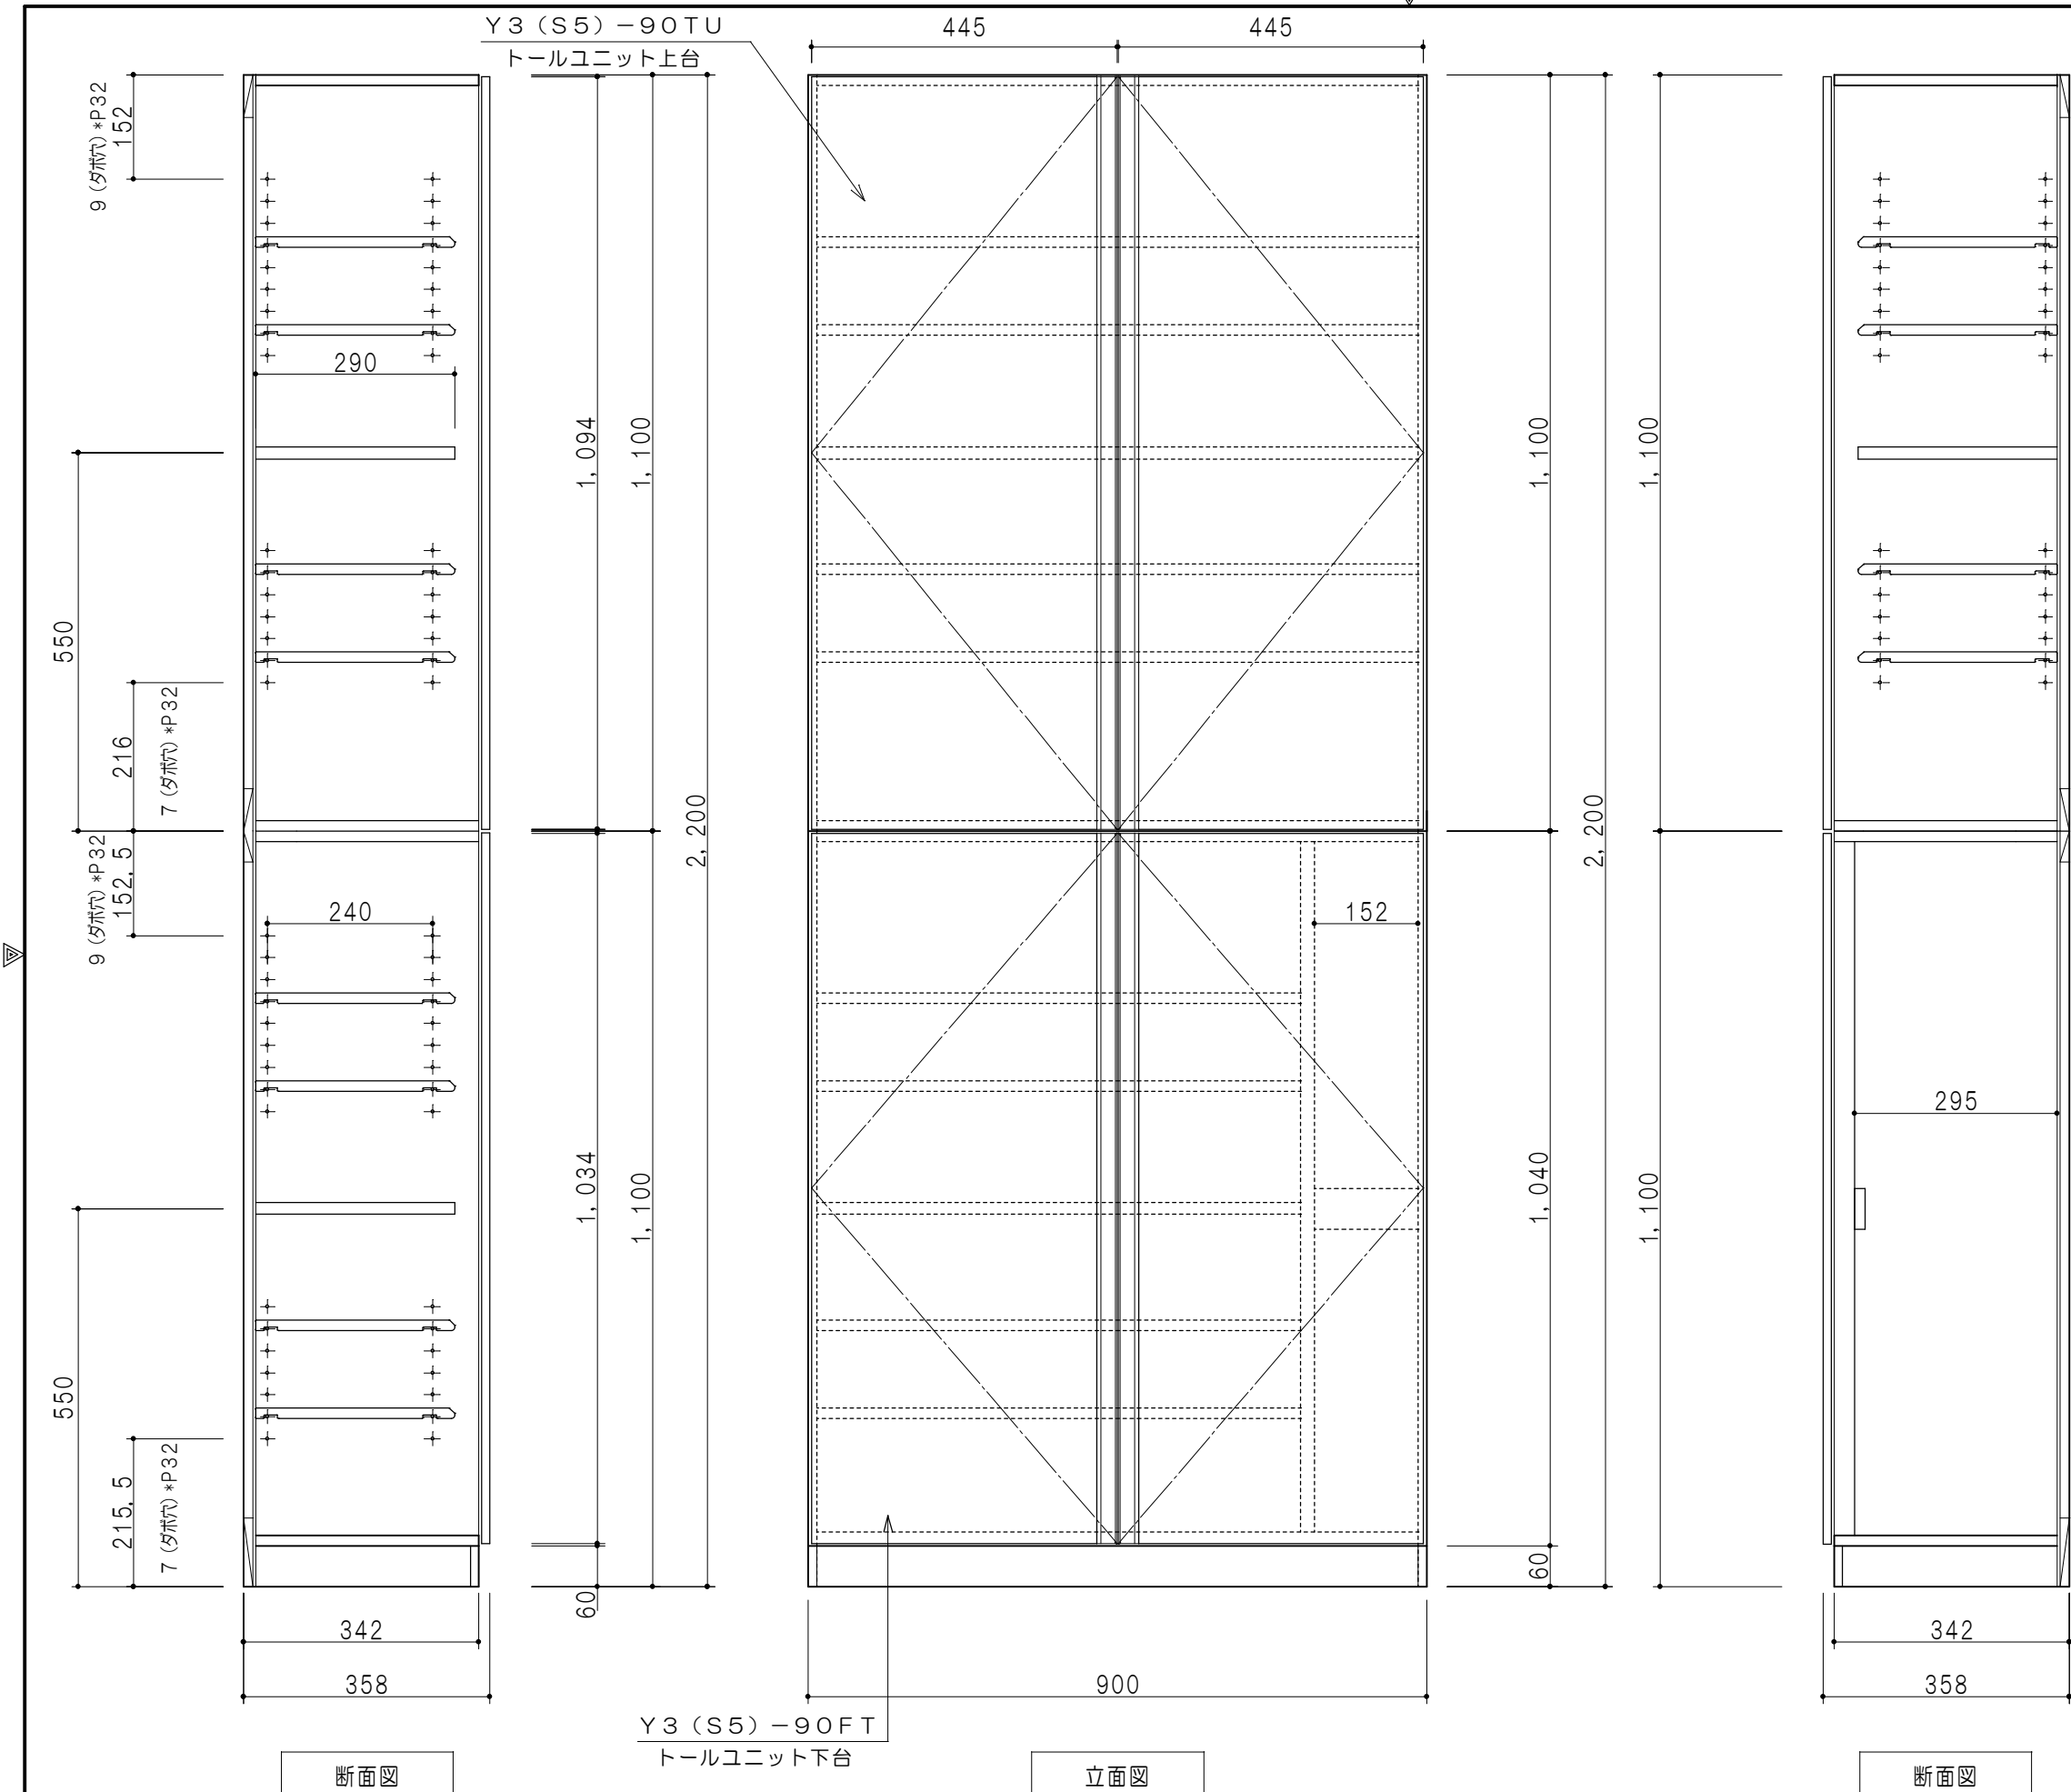 Y3(S5)-90TU
トールユニット上台
445
445
9(ダボ穴)*P32
152
290
550
216
7(ダボ穴)*P32
9(ダボ穴)*P32
152.5
240
550
215.5
7(ダボ穴)*P32
342
358
1,094
1,100
2,200
1,034
1,100
60
152
900
1,100
2,200
1,040
60
1,100
1,100
295
342
358
Y3(S5)-90FT
トールユニット下台
断面図
立面図
断面図